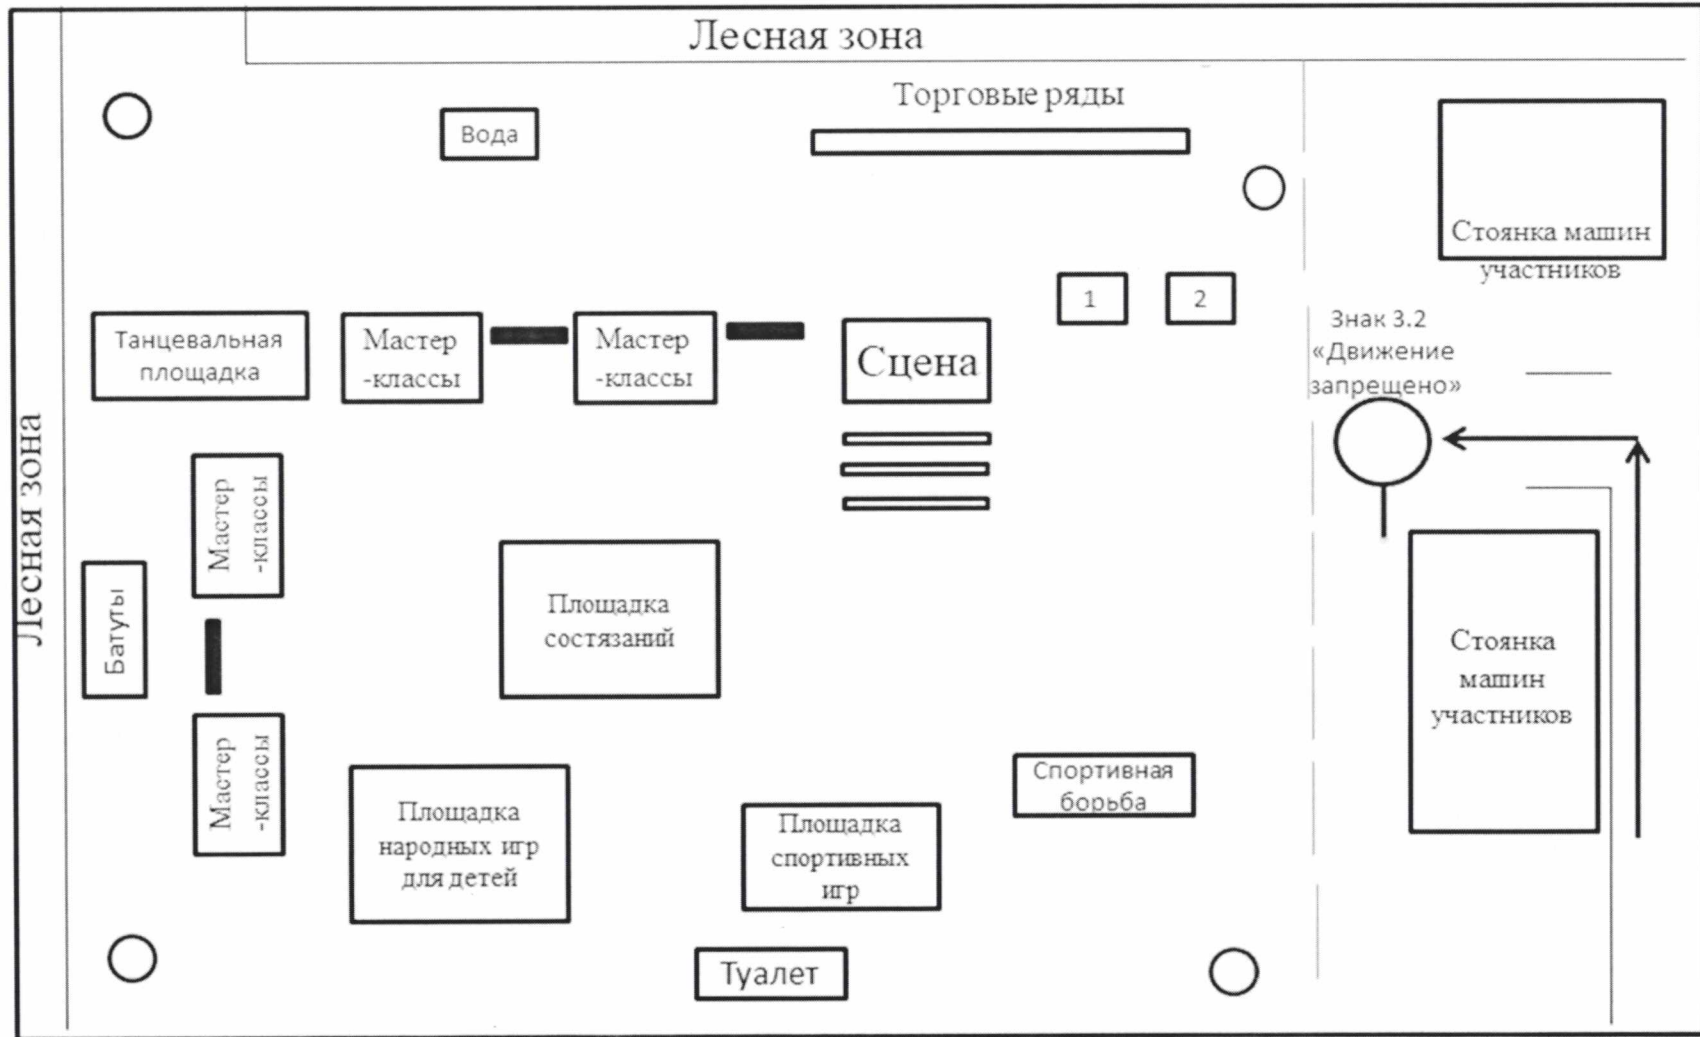 Лесная зона
Торговые ряды
Вода
Стоянка машин
участников
1
2
Знак 3.2
«Движение
запрещено»
Танцевальная
площадка
Мастер
-классы
Мастер
-классы
Сцена
Лесная зона
Мастер
-классы
Батуты
Площадка
состязаний
Стоянка
машин
участников
Мастер
-классы
Площадка
народных игр
для детей
Площадка
спортивных
игр
Спортивная
борьба
Туалет